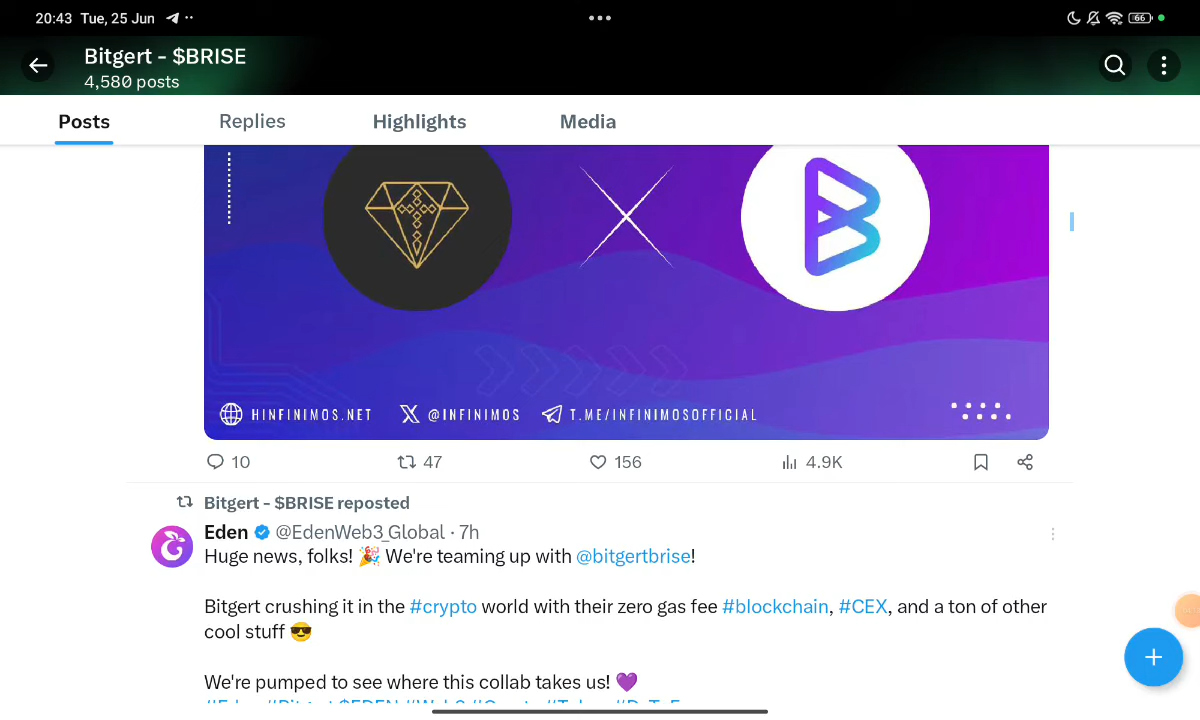 20:43 Tue, 25 Jun
66
Bitgert - $BRISE
4,580 posts
Posts
Replies
Highlights
Media
HINFINIMOS.NET
@INFINIMOS
T.ME/INFINIMOSOFFICIAL
10
47
156
4.9K
Bitgert - $BRISE reposted
Eden @EdenWeb3_Global · 7h
Huge news, folks! 🎉 We're teaming up with @bitgertbrise!
Bitgert crushing it in the #crypto world with their zero gas fee #blockchain, #CEX, and a ton of other
cool stuff 😎
We're pumped to see where this collab takes us! 💜